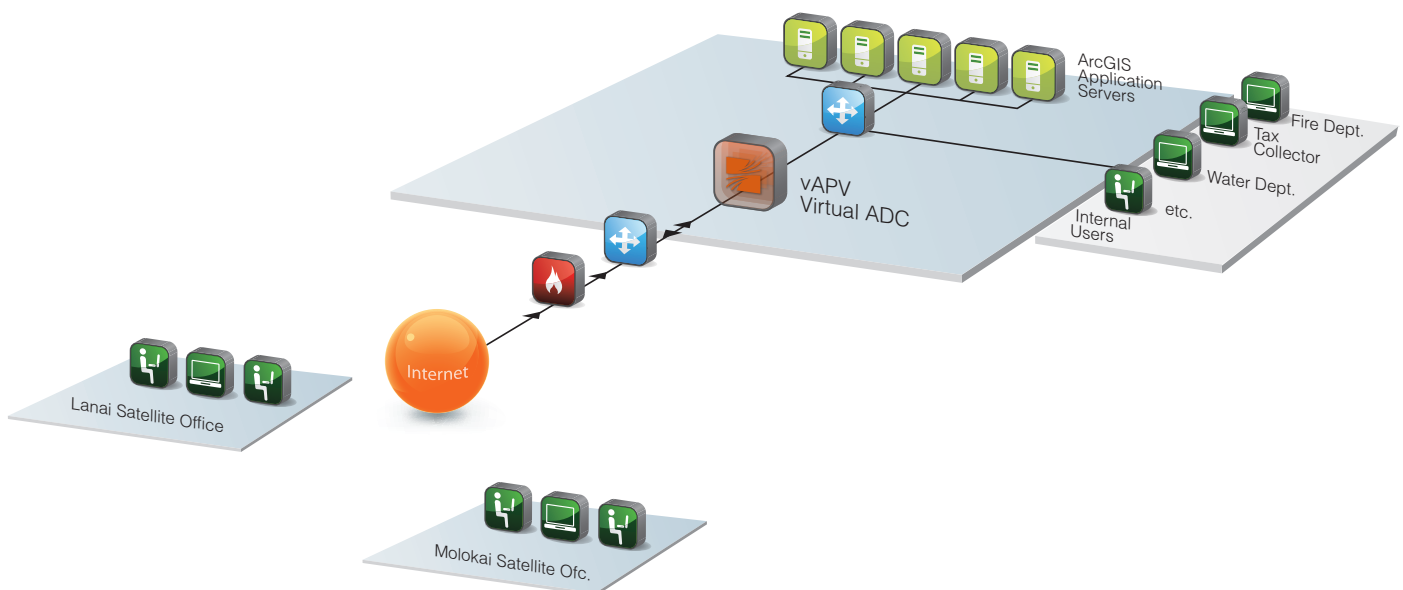 ArcGIS
Application
Servers
Fire Dept.
Tax
Collector
Water Dept.
etc.
Internal
Users
vAPV
Virtual ADC
Internet
Lanai Satellite Office
Molokai Satellite Ofc.